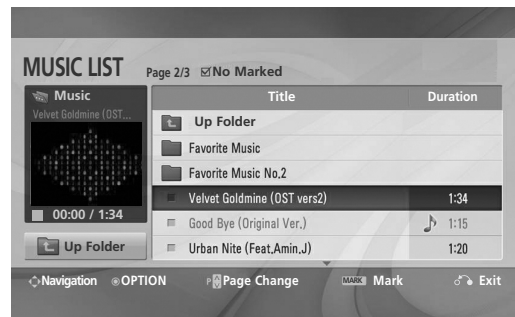 MUSIC LIST Page 2/3 No Marked
Music
Velvet Goldmine (OST...
00:00 / 1:34
Up Folder
Title Duration
Up Folder
Favorite Music
Favorite Music No.2
Velvet Goldmine (OST vers2) 1:34
Good Bye (Original Ver.) 1:15
Urban Nite (Feat.Amin.J) 1:20
Navigation OPTION P Page Change MARK Mark Exit